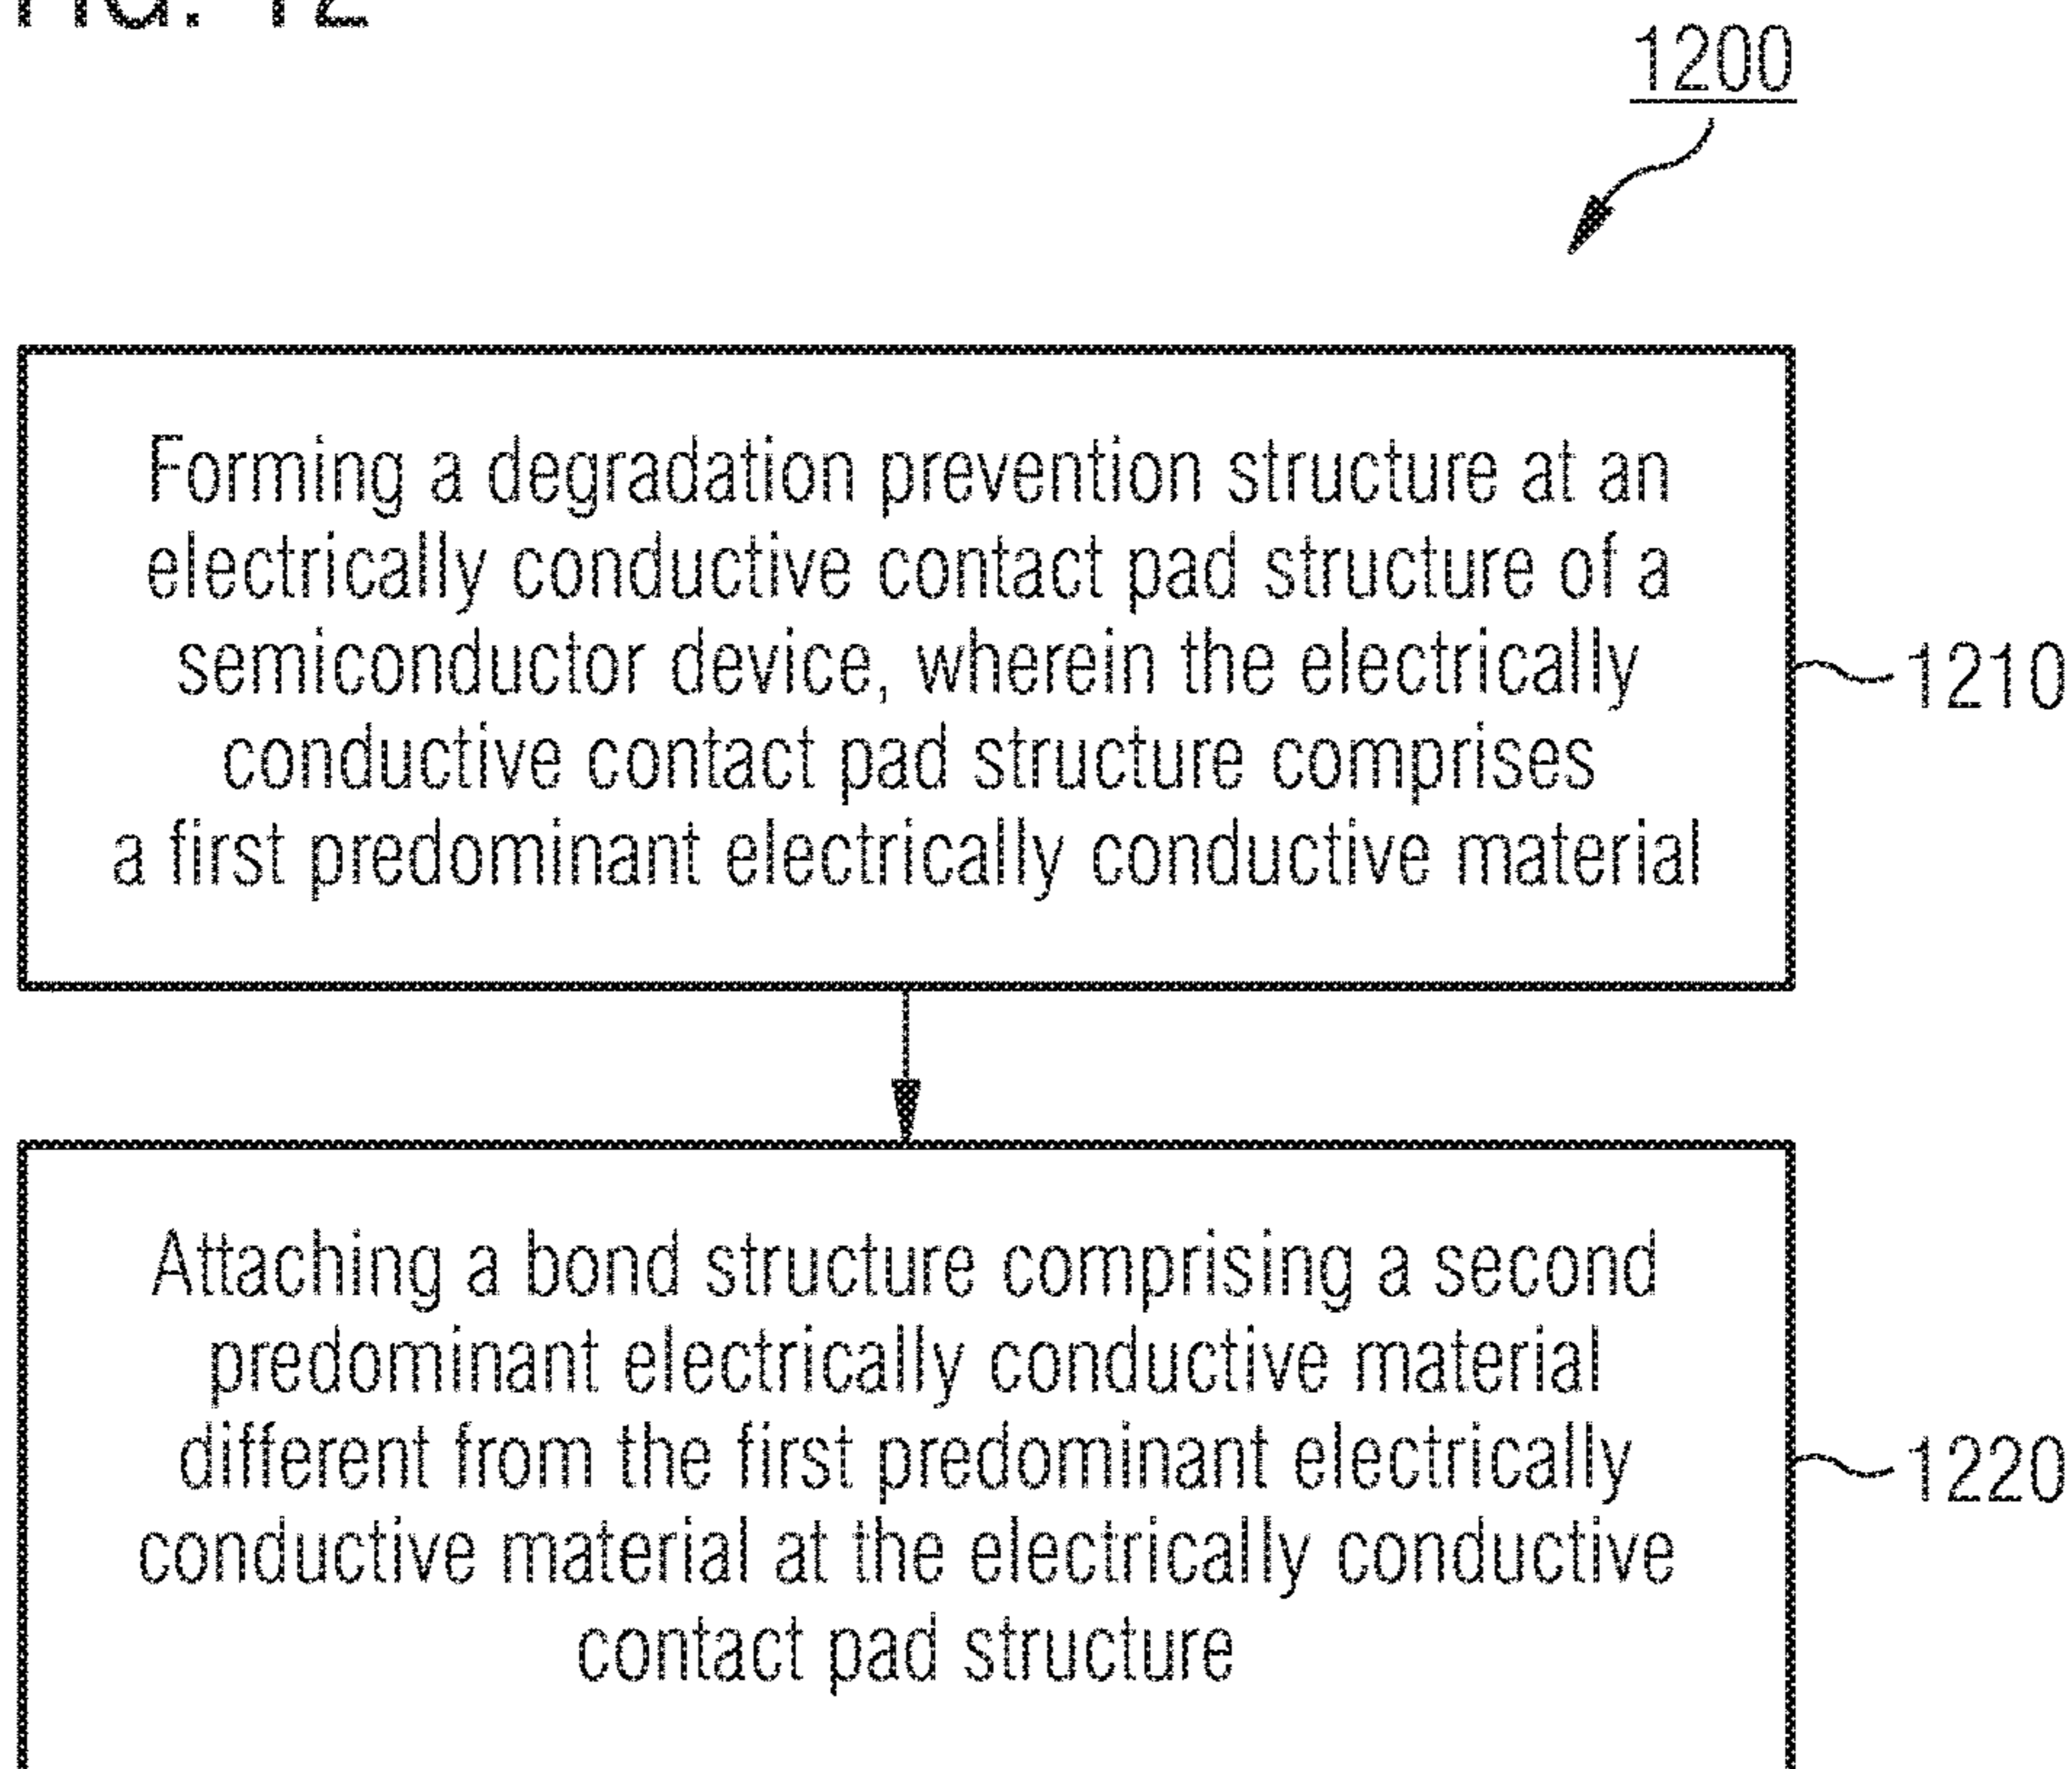 FIG. 12
1200
Forming a degradation prevention structure at an
electrically conductive contact pad structure of a
semiconductor device, wherein the electrically
conductive contact pad structure comprises
a first predominant electrically conductive material
1210
Attaching a bond structure comprising a second
predominant electrically conductive material
different from the first predominant electrically
conductive material at the electrically conductive
contact pad structure
1220